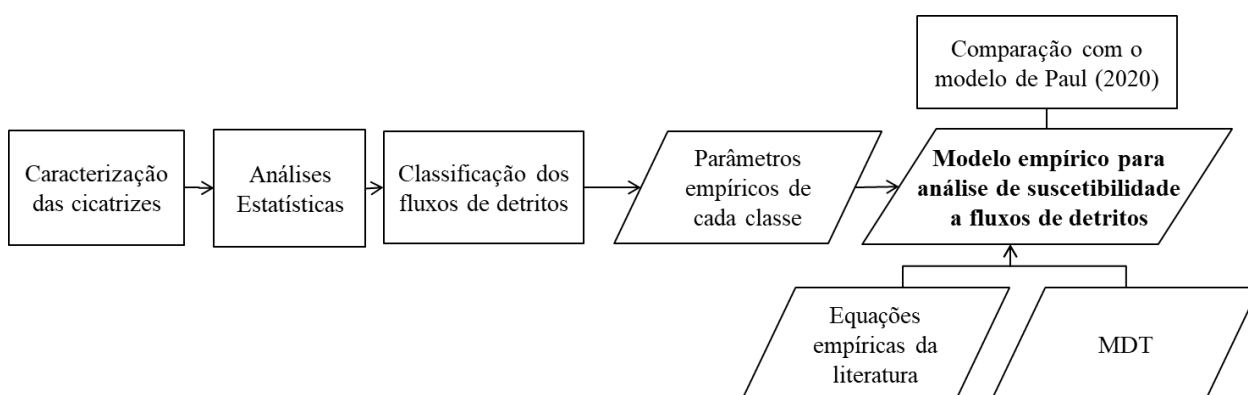 Caracterização
das cicatrizes
Análises
Estatísticas
Classificação dos
fluxos de detritos
Parâmetros
empíricos de
cada classe
Comparação com o
modelo de Paul (2020)
Modelo empírico para
análise de suscetibilidade
a fluxos de detritos
Equações
empíricas da
literatura
MDT